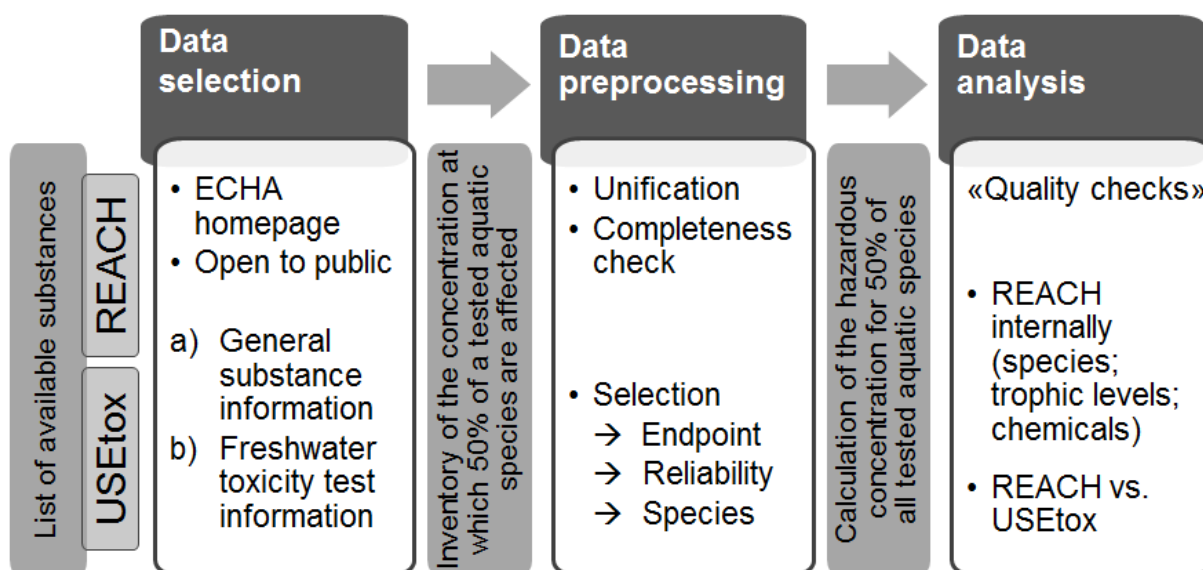 Data
selection
Data
preprocessing
Data
analysis
List of available substances
REACH
USEtox
• ECHA
homepage
• Open to public
a) General
substance
information
b) Freshwater
toxicity test
information
Inventory of the concentration at
which 50% of a tested aquatic
species are affected
• Unification
• Completeness
check
• Selection
→ Endpoint
→ Reliability
→ Species
Calculation of the hazardous
concentration for 50% of
all tested aquatic species
«Quality checks»
• REACH
internally
(species;
trophic levels;
chemicals)
• REACH vs.
USEtox